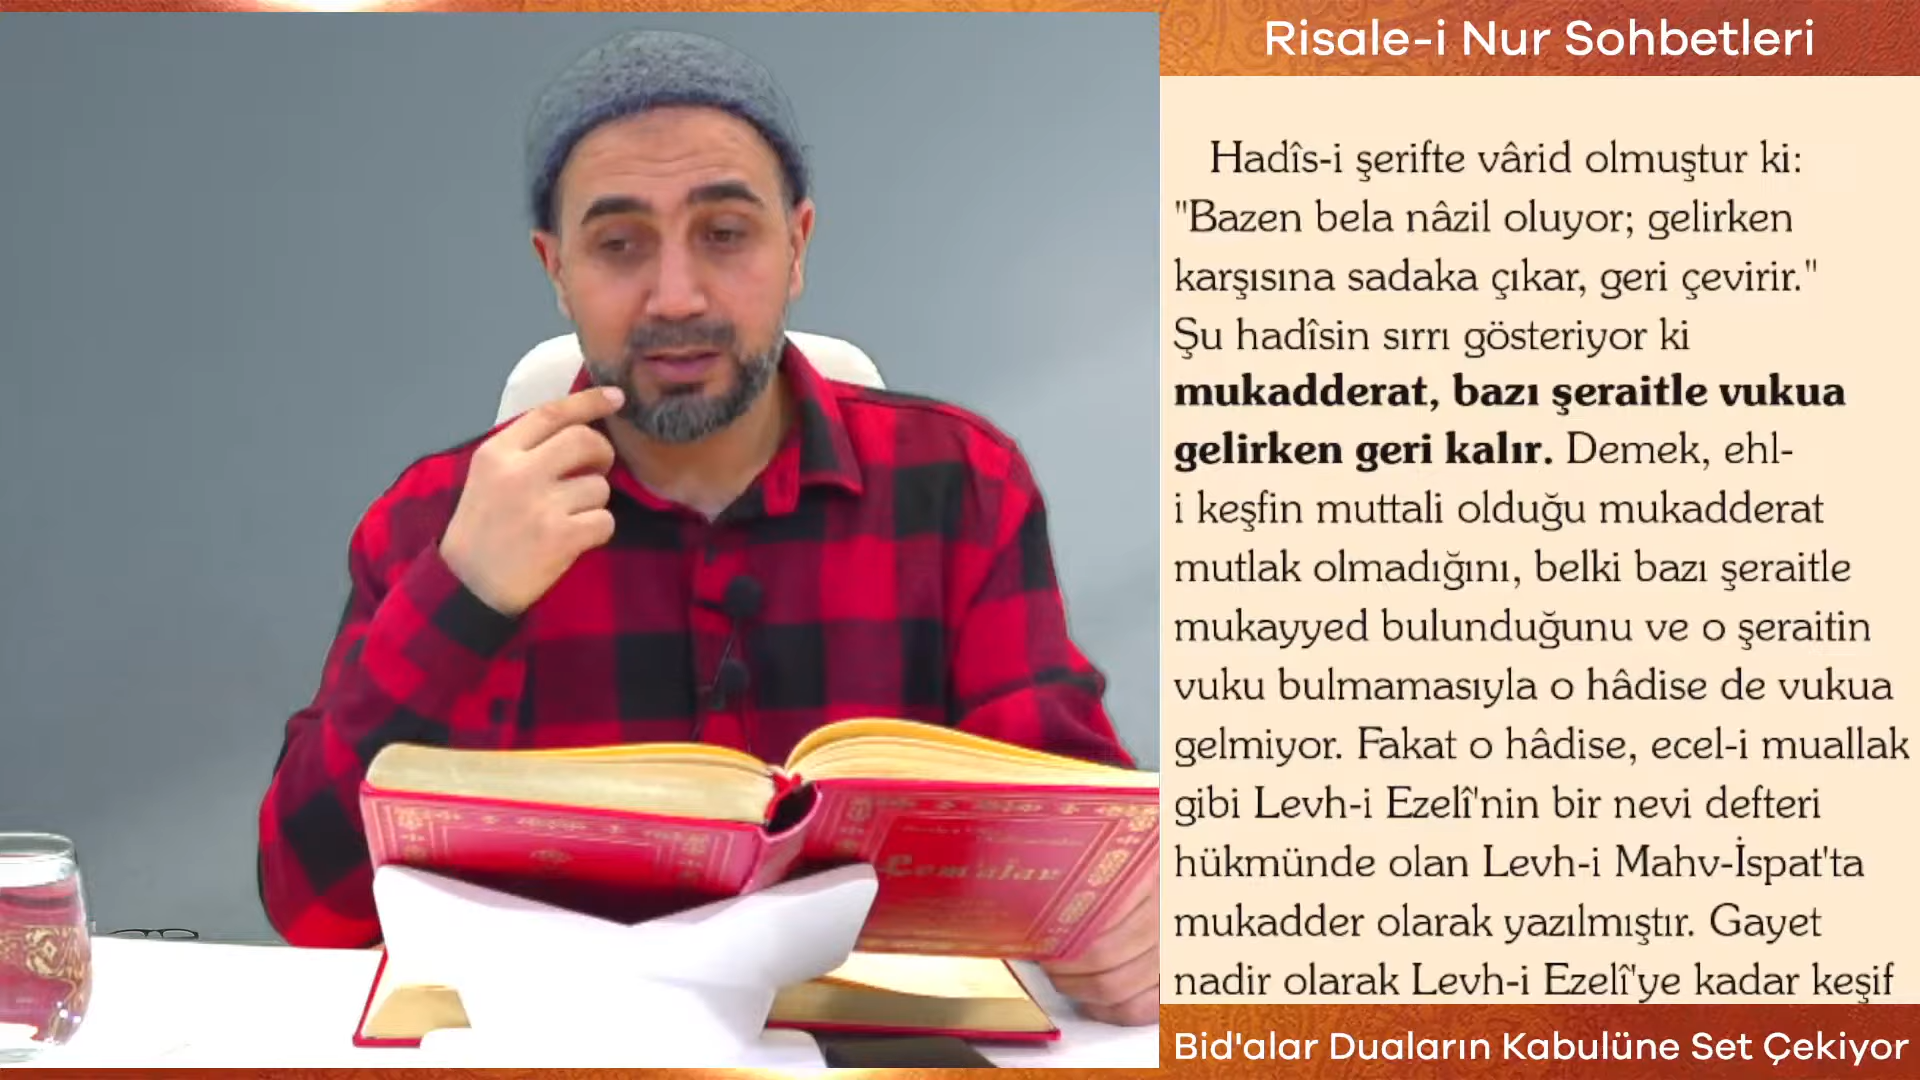 Risale-i Nur Sohbetleri
Hadîs-i şerifte vârid olmuştur ki:
"Bazen bela nâzil oluyor; gelirken
karşısına sadaka çıkar, geri çevirir."
Şu hadîsin sırrı gösteriyor ki
mukadderat, bazı şeraitle vukua
gelirken geri kalır. Demek, ehl-
i keşfin muttali olduğu mukadderat
mutlak olmadığını, belki bazı şeraitle
mukayyed bulunduğunu ve o şeraitin
vuku bulmamasıyla o hâdise de vukua
gelmiyor. Fakat o hâdise, ecel-i muallak
gibi Levh-i Ezelî'nin bir nevi defteri
hükmünde olan Levh-i Mahv-İspat'ta
mukadder olarak yazılmıştır. Gayet
nadir olarak Levh-i Ezelî'ye kadar keşif
Bid'alar Duaların Kabulüne Set Çekiyor
Lem'alar